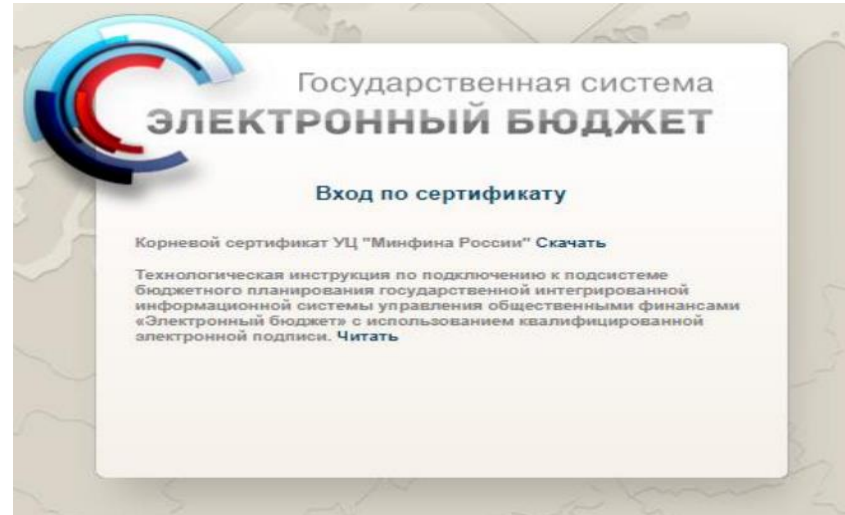 Государственная система
ЭЛЕКТРОННЫЙ БЮДЖЕТ
Вход по сертификату
Корневой сертификат УЦ "Минфина России" Скачать
Технологическая инструкция по подключению к подсистеме
бюджетного планирования государственной интегрированной
информационной системы управления общественными финансами
«Электронный бюджет» с использованием квалифицированной
электронной подписи. Читать